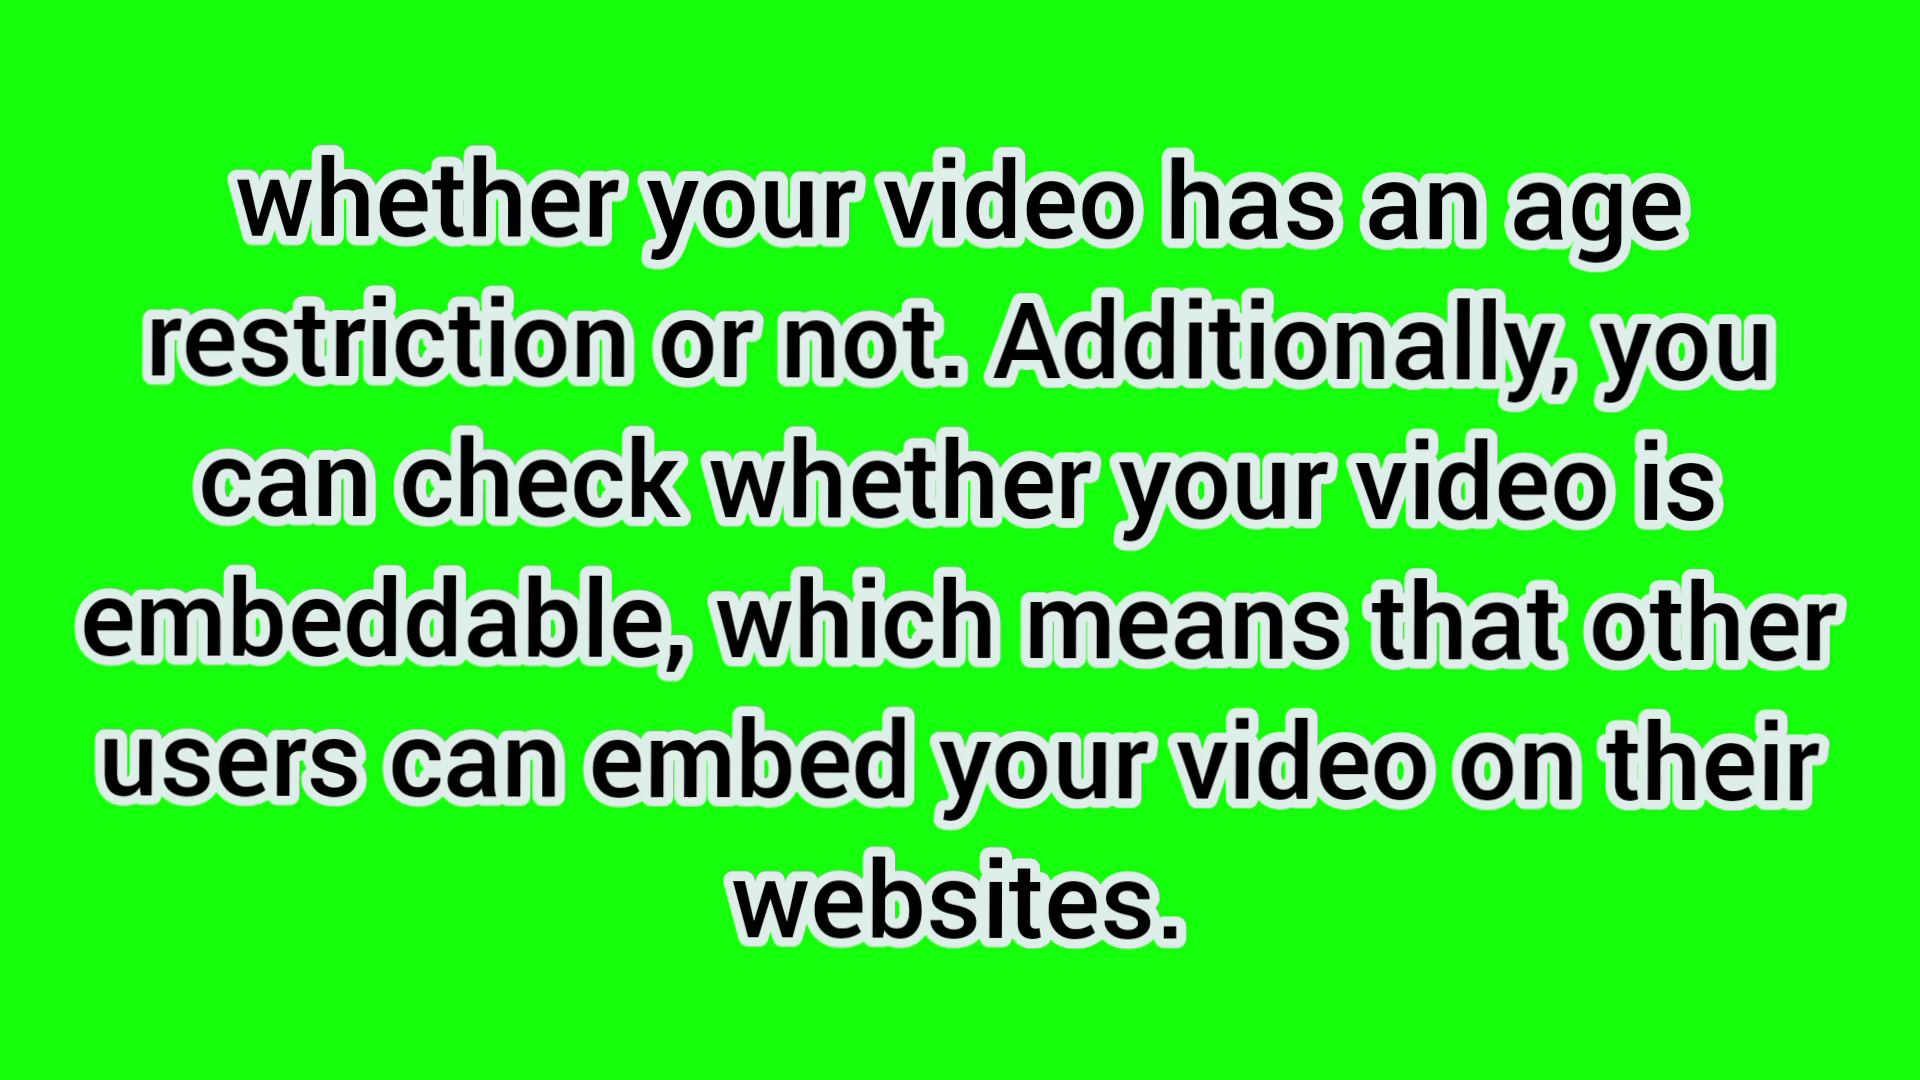 whether your video has an age
restriction or not. Additionally, you
can check whether your video is
embeddable, which means that other
users can embed your video on their
websites.